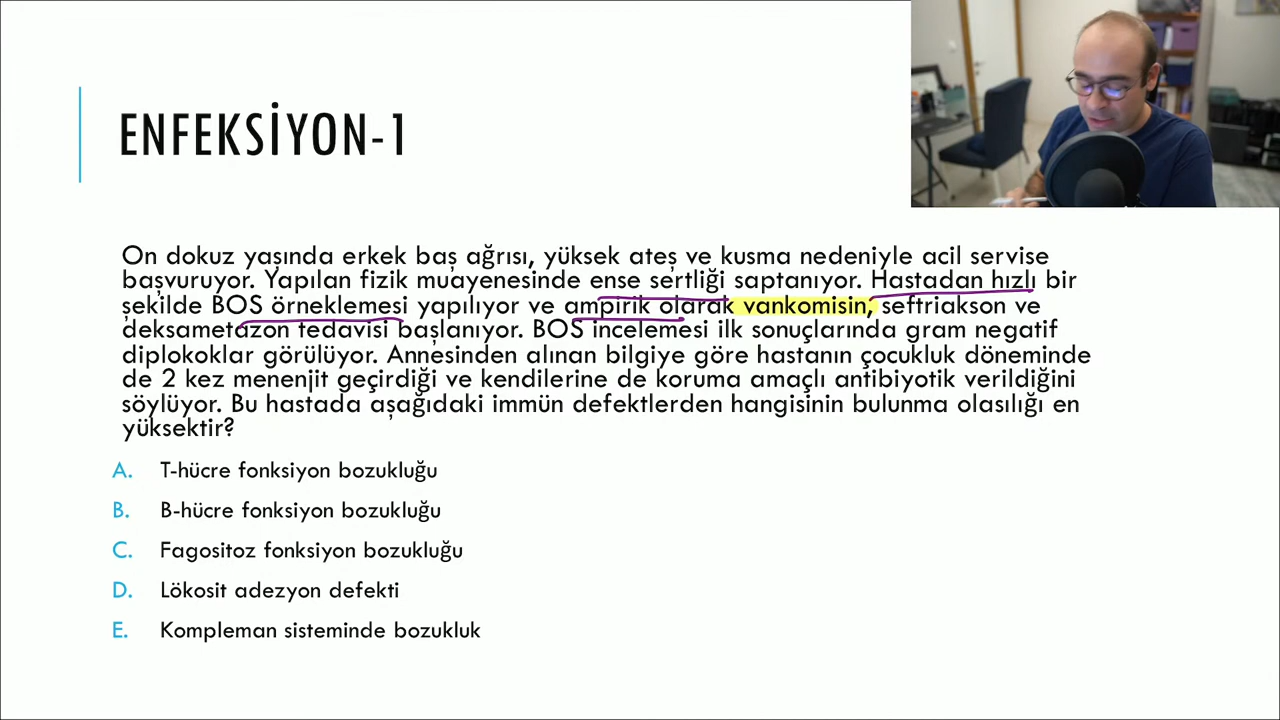 ENFEKSİYON-1
On dokuz yaşında erkek baş ağrısı, yüksek ateş ve kusma nedeniyle acil servise
başvuruyor. Yapılan fizik muayenesinde ense sertliği saptanıyor. Hastadan hızlı bir
şekilde BOS örneklemesi yapılıyor ve ampirik olarak vankomisin, seftriakson ve
deksametazon tedavisi başlanıyor. BOS incelemesi ilk sonuçlarında gram negatif
diplokoklar görülüyor. Annesinden alınan bilgiye göre hastanın çocukluk döneminde
de 2 kez menenjit geçirdiği ve kendilerine de koruma amaçlı antibiyotik verildiğini
söylüyor. Bu hastada aşağıdaki immün defektlerden hangisinin bulunma olasılığı en
yüksektir?
A. T-hücre fonksiyon bozukluğu
B. B-hücre fonksiyon bozukluğu
C. Fagositoz fonksiyon bozukluğu
D. Lökosit adezyon defekti
E. Kompleman sisteminde bozukluk